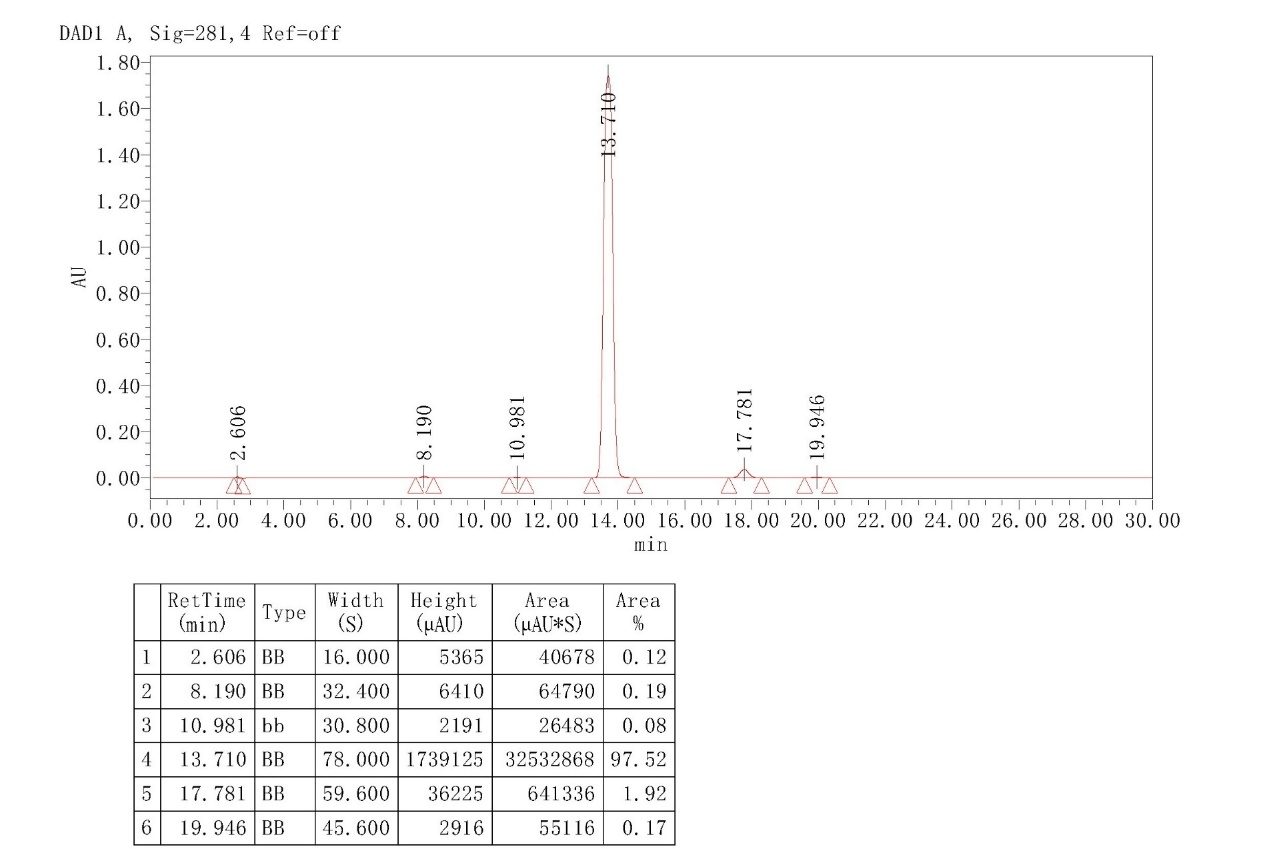 DAD1 A, Sig=281,4 Ref=off
1.80
1.60
1.40
1.20
1.00
0.80
0.60
0.40
0.20
0.00
AU
2.606
8.190
10.981
13.710
17.781
19.946
0.00 2.00 4.00 6.00 8.00 10.00 12.00 14.00 16.00 18.00 20.00 22.00 24.00 26.00 28.00 30.00
min
RetTime (min) Type Width (S) Height (μAU) Area (μAU*S) Area %
1 2.606 BB 16.000 5365 40678 0.12
2 8.190 BB 32.400 6410 64790 0.19
3 10.981 bb 30.800 2191 26483 0.08
4 13.710 BB 78.000 1739125 32532868 97.52
5 17.781 BB 59.600 36225 641336 1.92
6 19.946 BB 45.600 2916 55116 0.17